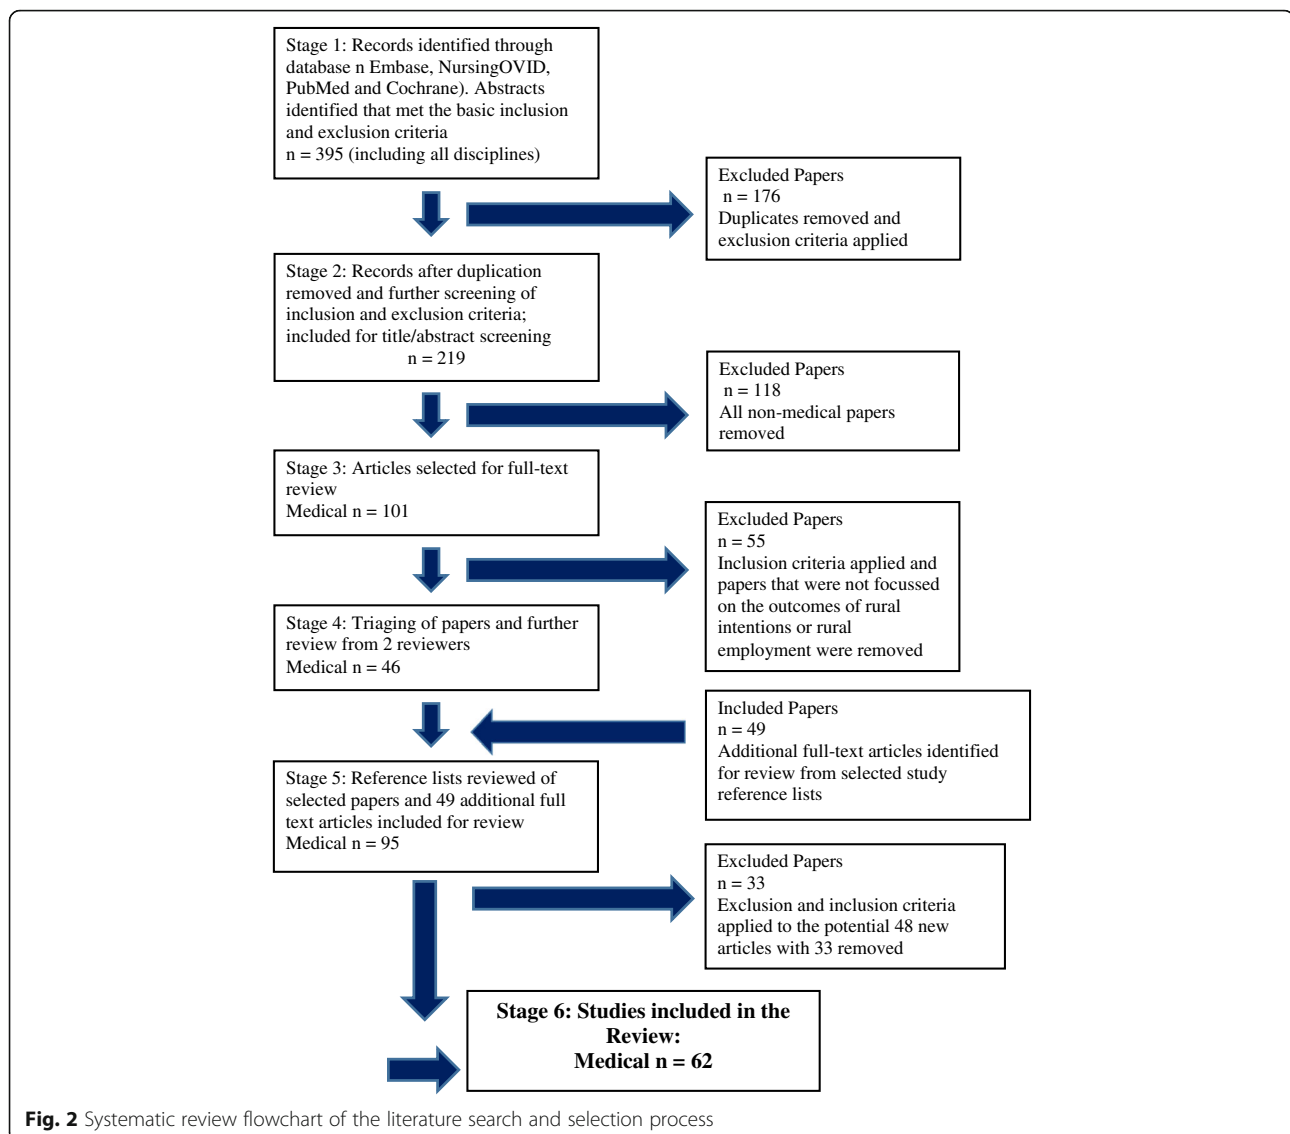 Stage 1: Records identified through
database n Embase, NursingOVID,
PubMed and Cochrane). Abstracts
identified that met the basic inclusion
and exclusion criteria
n = 395 (including all disciplines)
Excluded Papers
n = 176
Duplicates removed and
exclusion criteria applied
Stage 2: Records after duplication
removed and further screening of
inclusion and exclusion criteria;
included for title/abstract screening
n = 219
Excluded Papers
n = 118
All non-medical papers
removed
Stage 3: Articles selected for full-text
review
Medical n = 101
Excluded Papers
n = 55
Inclusion criteria applied and
papers that were not focussed
on the outcomes of rural
intentions or rural
employment were removed
Stage 4: Triaging of papers and further
review from 2 reviewers
Medical n = 46
Included Papers
n = 49
Additional full-text articles identified
for review from selected study
reference lists
Stage 5: Reference lists reviewed of
selected papers and 49 additional full
text articles included for review
Medical n = 95
Excluded Papers
n = 33
Exclusion and inclusion criteria
applied to the potential 48 new
articles with 33 removed
Stage 6: Studies included in the
Review:
Medical n = 62
Fig. 2 Systematic review flowchart of the literature search and selection process